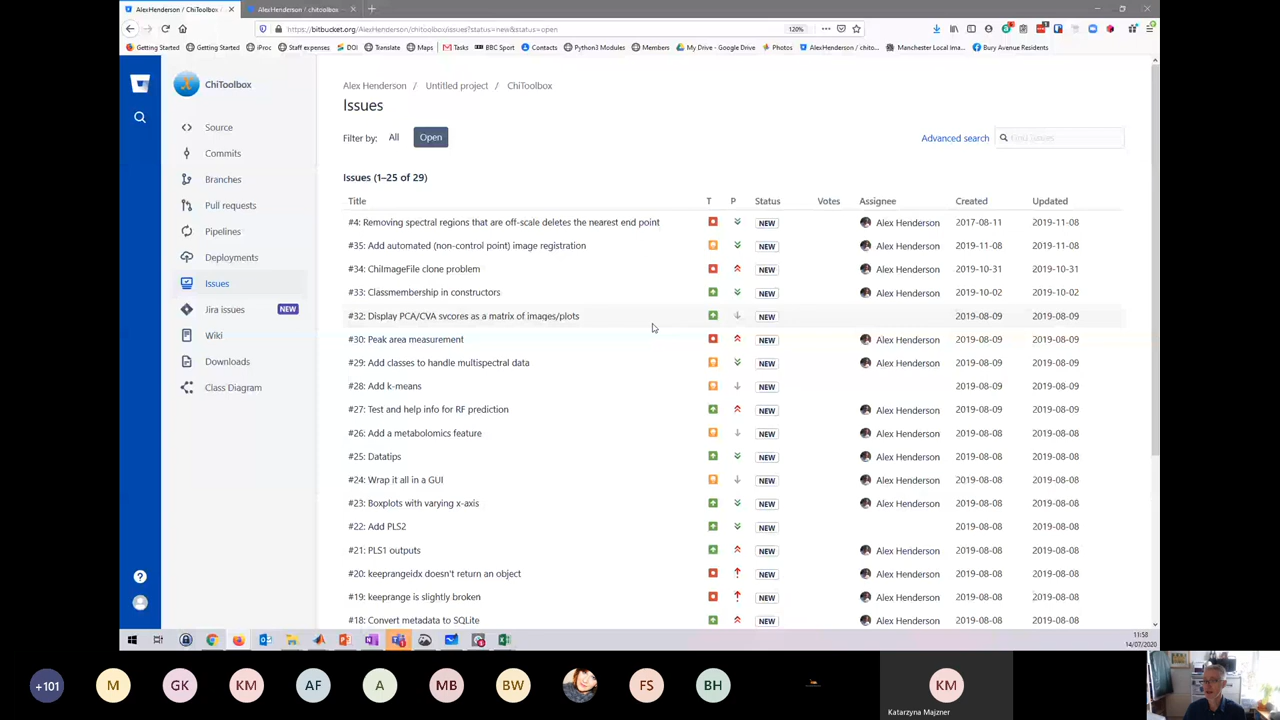 AlexHenderson / ChiToolbox
AlexHenderson / chitoolbox
https://bitbucket.org/AlexHenderson/chitoolbox/issues?status=new&status=open
120%
Getting Started
Getting Started
iProc
Staff expenses
DOI
Translate
Maps
Tasks
BBC Sport
Contacts
Python3 Modules
Members
My Drive - Google Drive
Photos
AlexHenderson / chito...
Manchester Local Ima...
Bury Area Residents
ChiToolbox
Source
Commits
Branches
Pull requests
Pipelines
Deployments
Issues
Jira issues NEW
Wiki
Downloads
Class Diagram
Alex Henderson / Untitled project / ChiToolbox
Issues
Filter by: All Open
Advanced search
Find issues
Issues (1–25 of 29)
Title T P Status Votes Assignee Created Updated
#4: Removing spectral regions that are off-scale deletes the nearest end point NEW Alex Henderson 2017-08-11 2019-11-08
#35: Add automated (non-control point) image registration NEW Alex Henderson 2019-11-08 2019-11-08
#34: ChiImageFile clone problem NEW Alex Henderson 2019-10-31 2019-10-31
#33: Classmembership in constructors NEW Alex Henderson 2019-10-02 2019-10-02
#32: Display PCA/CVA svcores as a matrix of images/plots NEW 2019-08-09 2019-08-09
#30: Peak area measurement NEW Alex Henderson 2019-08-09 2019-08-09
#29: Add classes to handle multispectral data NEW Alex Henderson 2019-08-09 2019-08-09
#28: Add k-means NEW 2019-08-09 2019-08-09
#27: Test and help info for RF prediction NEW Alex Henderson 2019-08-09 2019-08-09
#26: Add a metabolomics feature NEW Alex Henderson 2019-08-08 2019-08-08
#25: Datatips NEW Alex Henderson 2019-08-08 2019-08-08
#24: Wrap it all in a GUI NEW Alex Henderson 2019-08-08 2019-08-08
#23: Boxplots with varying x-axis NEW Alex Henderson 2019-08-08 2019-08-08
#22: Add PLS2 NEW 2019-08-08 2019-08-08
#21: PLS1 outputs NEW Alex Henderson 2019-08-08 2019-08-08
#20: keeprangeidx doesn't return an object NEW Alex Henderson 2019-08-08 2019-08-08
#19: keeprange is slightly broken NEW Alex Henderson 2019-08-08 2019-08-08
#18: Convert metadata to SQLite NEW Alex Henderson 2019-08-08 2019-08-08
11:58
14/07/2020
+101 M GK KM AF A MB BW FS BH KM
Katarzyna Majzner